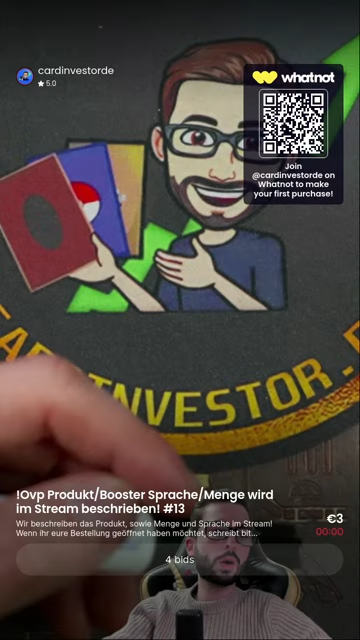 cardinvestorde
5.0
whatnot
Join
@cardinvestorde on
Whatnot to make
your first purchase!
CARDINVESTOR.
!Ovp Produkt/Booster Sprache/Menge wird
im Stream beschrieben! #13
€3
Wir beschreiben das Produkt, sowie Menge und Sprache im Stream!
Wenn ihr eure Bestellung geöffnet haben möchtet, schreibt bit...
00:00
4 bids